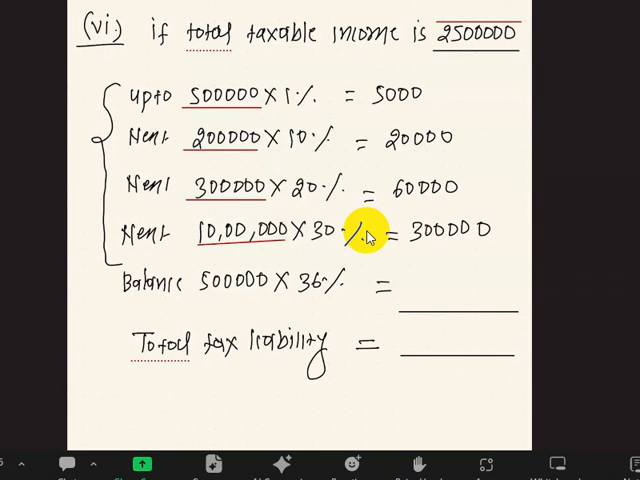 (vi) if total taxable income is 2500000
upto 500000 X 1% = 5000
Next 200000 X 10% = 20000
Next 300000 X 20% = 60000
Next 10,00,000 X 30% = 300000
Balance 500000 X 36% =
Total tax liability =